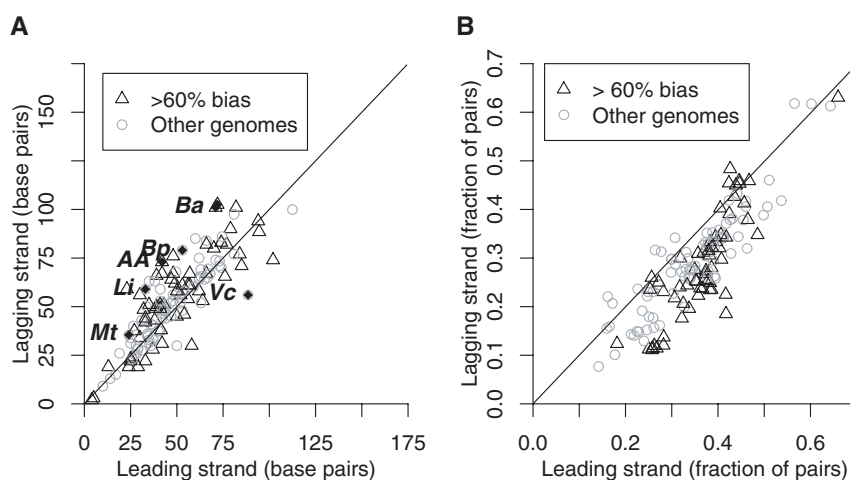 A
Lagging strand (base pairs)
0 25 50 75 100 150
>60% bias
Other genomes
Ba
Bp
AA
Li
Vc
Mt
0 25 50 75 125 175
Leading strand (base pairs)
B
Lagging strand (fraction of pairs)
0.0 0.1 0.2 0.3 0.4 0.5 0.6 0.7
> 60% bias
Other genomes
0.0 0.2 0.4 0.6
Leading strand (fraction of pairs)